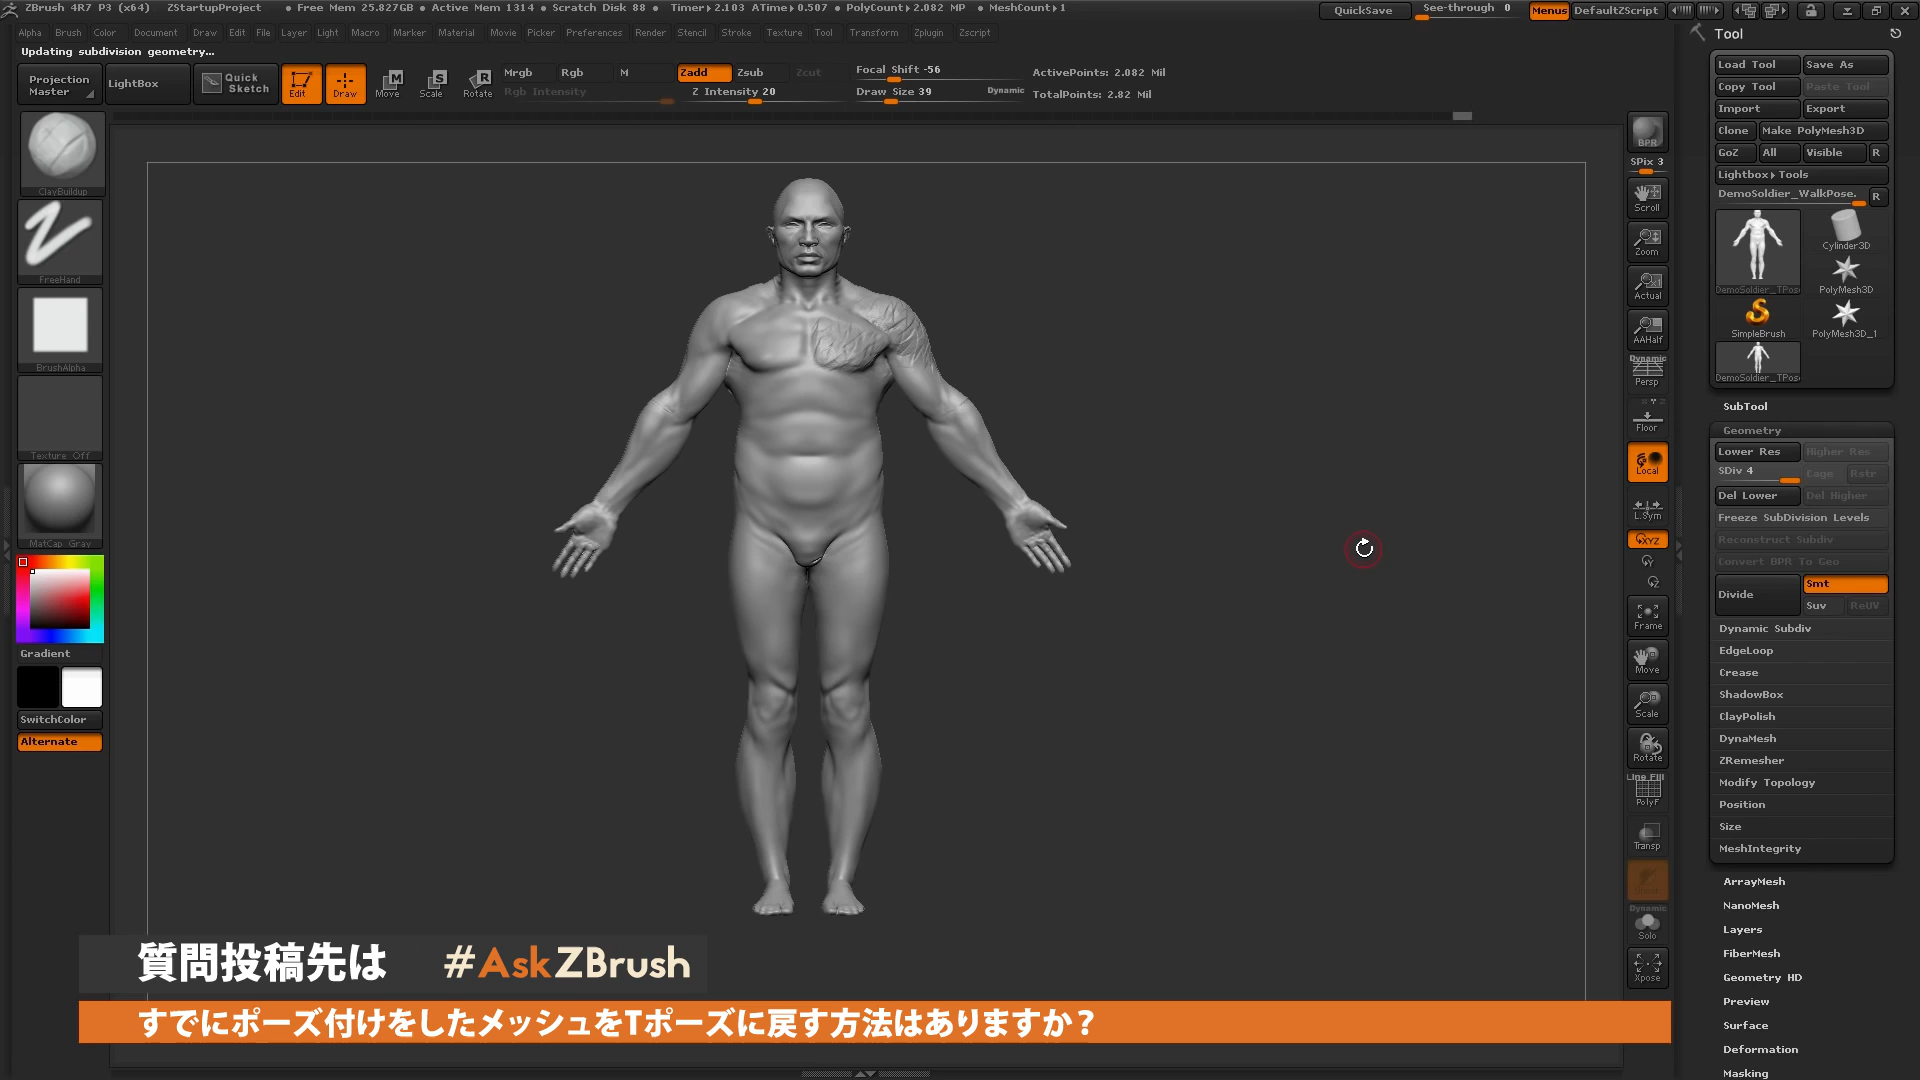 ZBrush 4R7 P3 (x64) ZStartupProject • Free Mem 25.827GB • Active Mem 1314 • Scratch Disk 88 • Timer▸2.103 ATime▸0.507 • PolyCount▸2.082 MP • MeshCount▸1 QuickSave See-through 0 Menus DefaultZScript
Alpha Brush Color Document Draw Edit File Layer Light Macro Marker Material Movie Picker Preferences Render Stencil Stroke Texture Tool Transform Zplugin Zscript
Updating subdivision geometry...
Projection Master
LightBox
Quick Sketch
Edit
Draw
Move
Scale
Rotate
Mrgb Rgb M
Rgb Intensity
Zadd Zsub Zcut
Z Intensity 20
Focal Shift -56
Draw Size 39 Dynamic
ActivePoints: 2.082 Mil
TotalPoints: 2.82 Mil
ClayBuildup
FreeHand
BrushAlpha
Texture Off
MatCap Gray
Gradient
SwitchColor
Alternate
BPR
SPix 3
Scroll
Zoom
Actual
AAHalf
Dynamic
Persp
Floor
Local
L.Sym
XYZ
Y
Z
Frame
Move
Scale
Rotate
Line Fill
PolyF
Transp
Dynamic
Solo
Xpose
Tool
Load Tool Save As
Copy Tool Paste Tool
Import Export
Clone Make PolyMesh3D
GoZ All Visible R
Lightbox▸Tools
DemoSoldier_WalkPose. R
DemoSoldier_TPos
Cylinder3D
PolyMesh3D
SimpleBrush
PolyMesh3D_1
DemoSoldier_TPos
SubTool
Geometry
Lower Res Higher Res
SDiv 4 Cage Rstr
Del Lower Del Higher
Freeze SubDivision Levels
Reconstruct Subdiv
Convert BPR To Geo
Divide Smt
Suv ReUV
Dynamic Subdiv
EdgeLoop
Crease
ShadowBox
ClayPolish
DynaMesh
ZRemesher
Modify Topology
Position
Size
MeshIntegrity
ArrayMesh
NanoMesh
Layers
FiberMesh
Geometry HD
Preview
Surface
Deformation
Masking
質問投稿先は #AskZBrush
すでにポーズ付けをしたメッシュをTポーズに戻す方法はありますか？